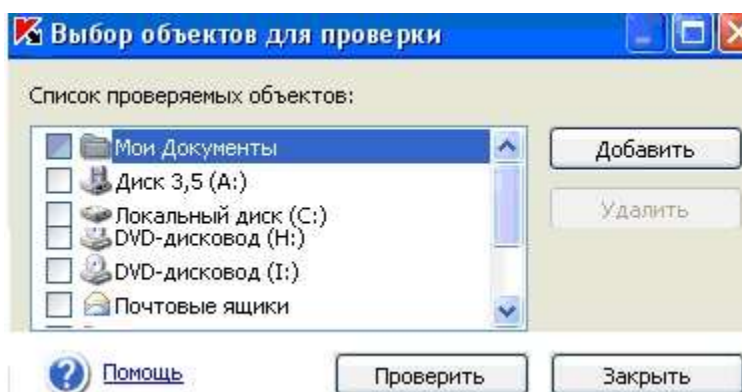 Выбор объектов для проверки
Список проверяемых объектов:
Мои Документы
Добавить
Диск 3,5 (A:)
Локальный диск (C:)
Удалить
DVD-дисковод (H:)
DVD-дисковод (I:)
Почтовые ящики
Помощь
Проверить
Закрыть